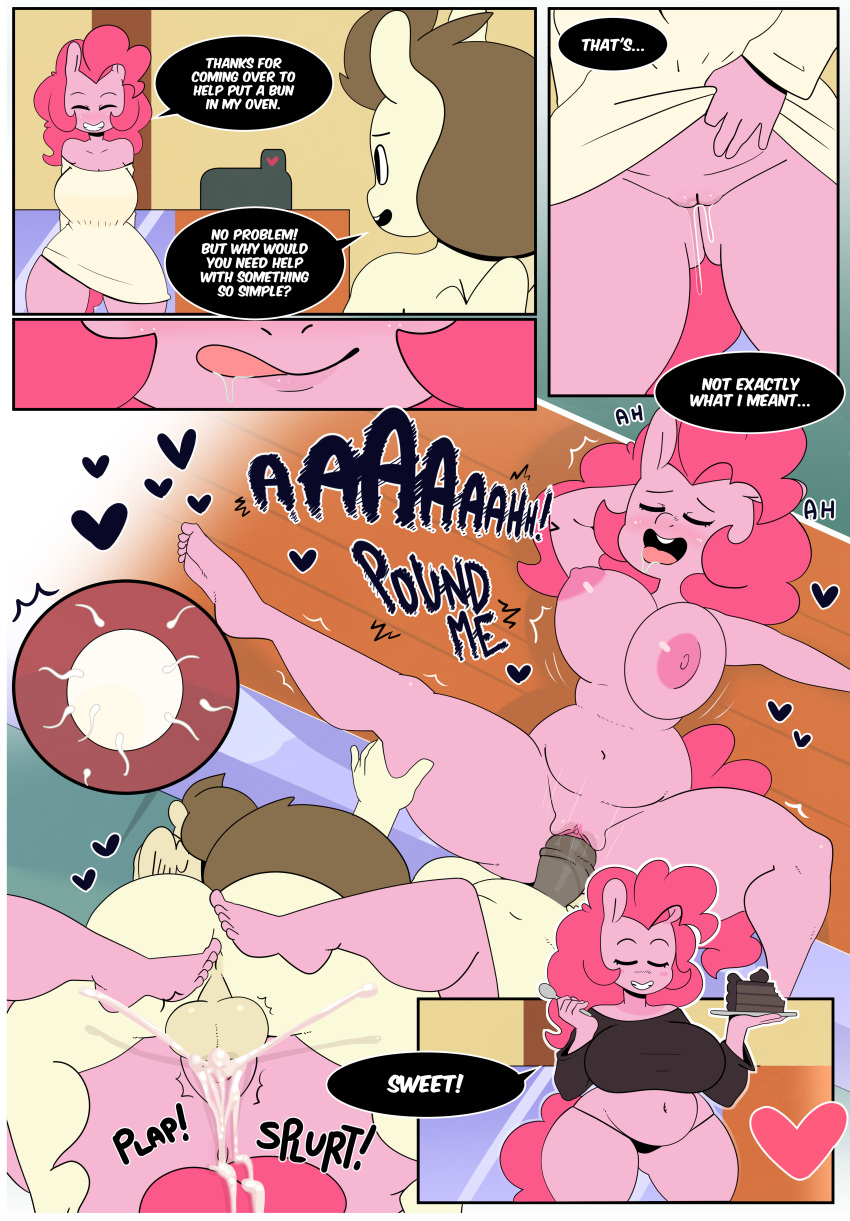 THANKS FOR
COMING OVER TO
HELP PUT A BUN
IN MY OVEN.
NO PROBLEM!
BUT WHY WOULD
YOU NEED HELP
WITH SOMETHING
SO SIMPLE?
THAT'S...
NOT EXACTLY
WHAT I MEANT...
AH
AAAAAAAHH!
AH
POUND
ME
PLAP!
SPLURT!
SWEET!